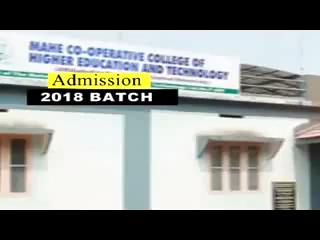 MAHE CO-OPERATIVE COLLEGE OF
HIGHER EDUCATION AND TECHNOLOGY
Admission
2018 BATCH